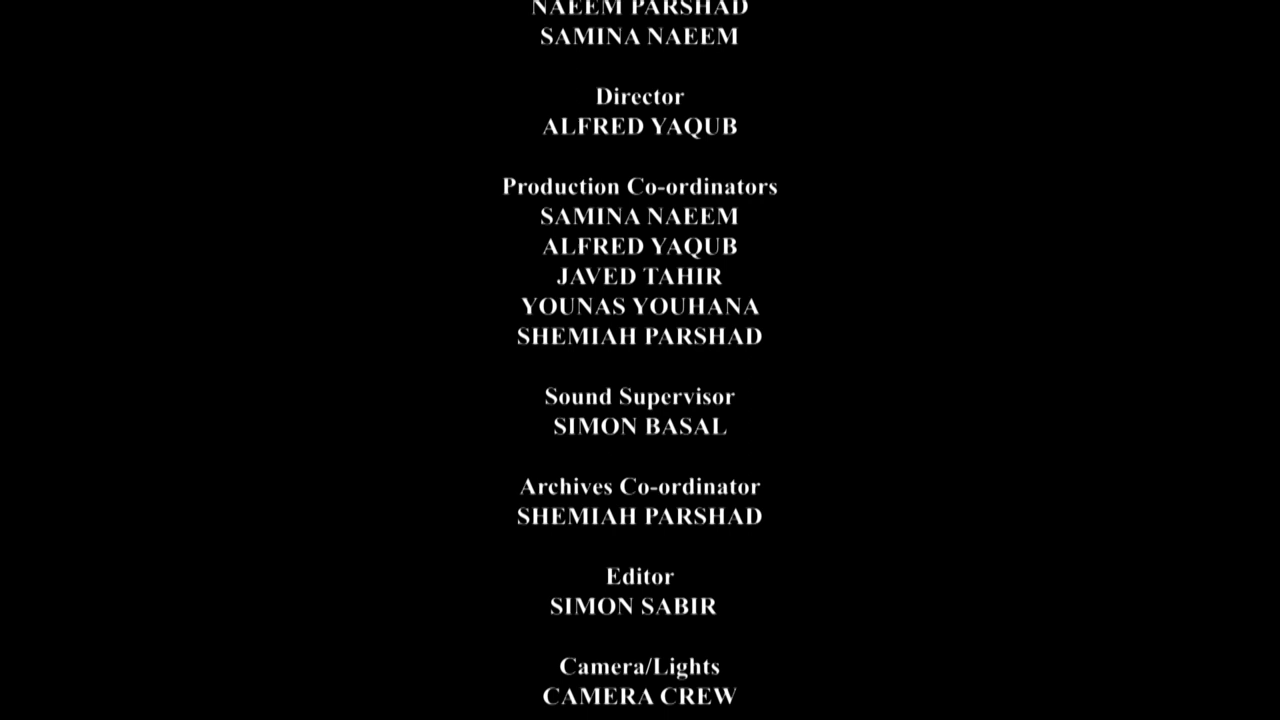 NAEEM PARSHAD
SAMINA NAEEM
Director
ALFRED YAQUB
Production Co-ordinators
SAMINA NAEEM
ALFRED YAQUB
JAVED TAHIR
YOUNAS YOUHANA
SHEMIAH PARSHAD
Sound Supervisor
SIMON BASAL
Archives Co-ordinator
SHEMIAH PARSHAD
Editor
SIMON SABIR
Camera/Lights
CAMERA CREW